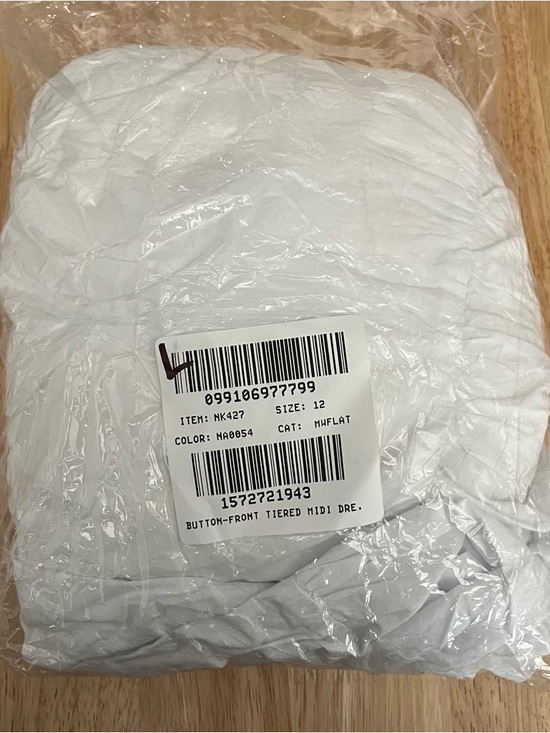 099106977799
ITEM: NK427 SIZE: 12
COLOR: NA0054 CAT: MWFLAT
1572721943
BUTTON-FRONT TIERED MIDI DRE.